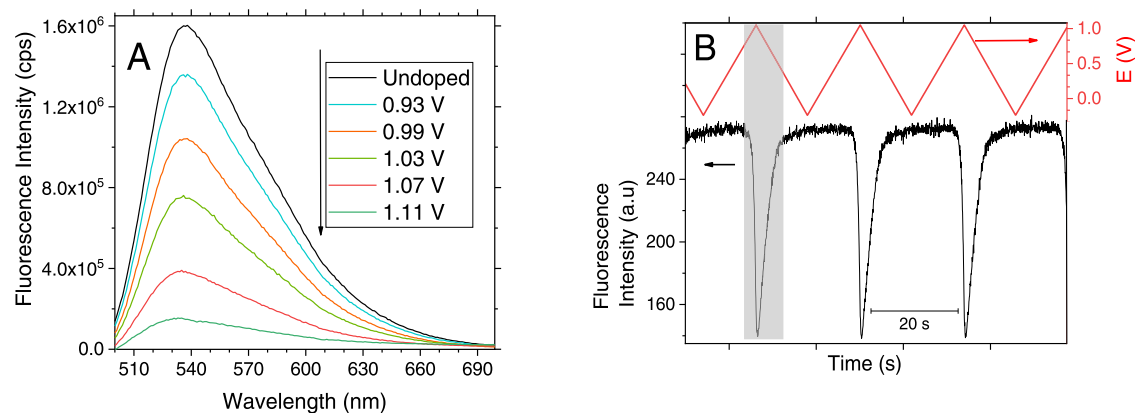 A
Fluorescence Intensity (cps)
1.6x10⁶
1.2x10⁶
8.0x10⁵
4.0x10⁵
0.0
510 540 570 600 630 660 690
Wavelength (nm)
Undoped
0.93 V
0.99 V
1.03 V
1.07 V
1.11 V
B
Fluorescence
Intensity (a.u)
240
200
160
20 s
Time (s)
1.0
0.5
0.0
E (V)